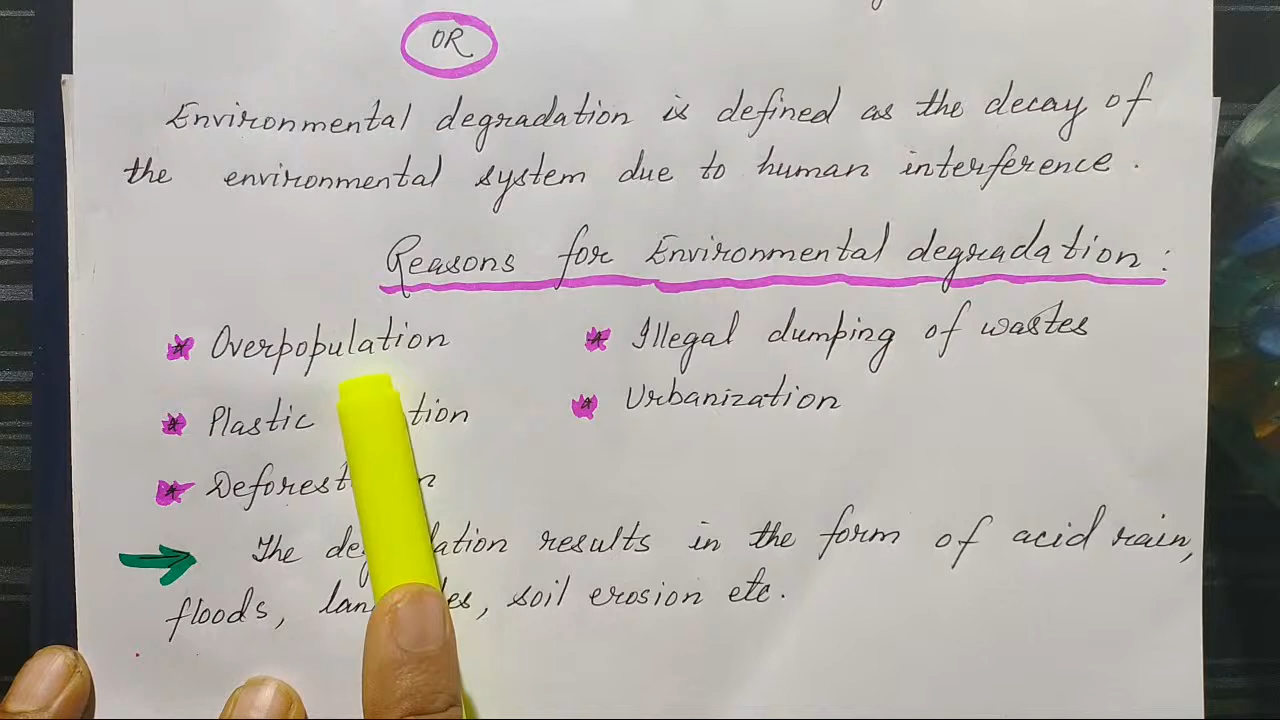 OR
Environmental degradation is defined as the decay of
the environmental system due to human interference.
Reasons for Environmental degradation:
* Overpopulation
* Illegal dumping of wastes
* Plastic
* Urbanization
*
The results in the form of acid rain,
floods, soil erosion etc.